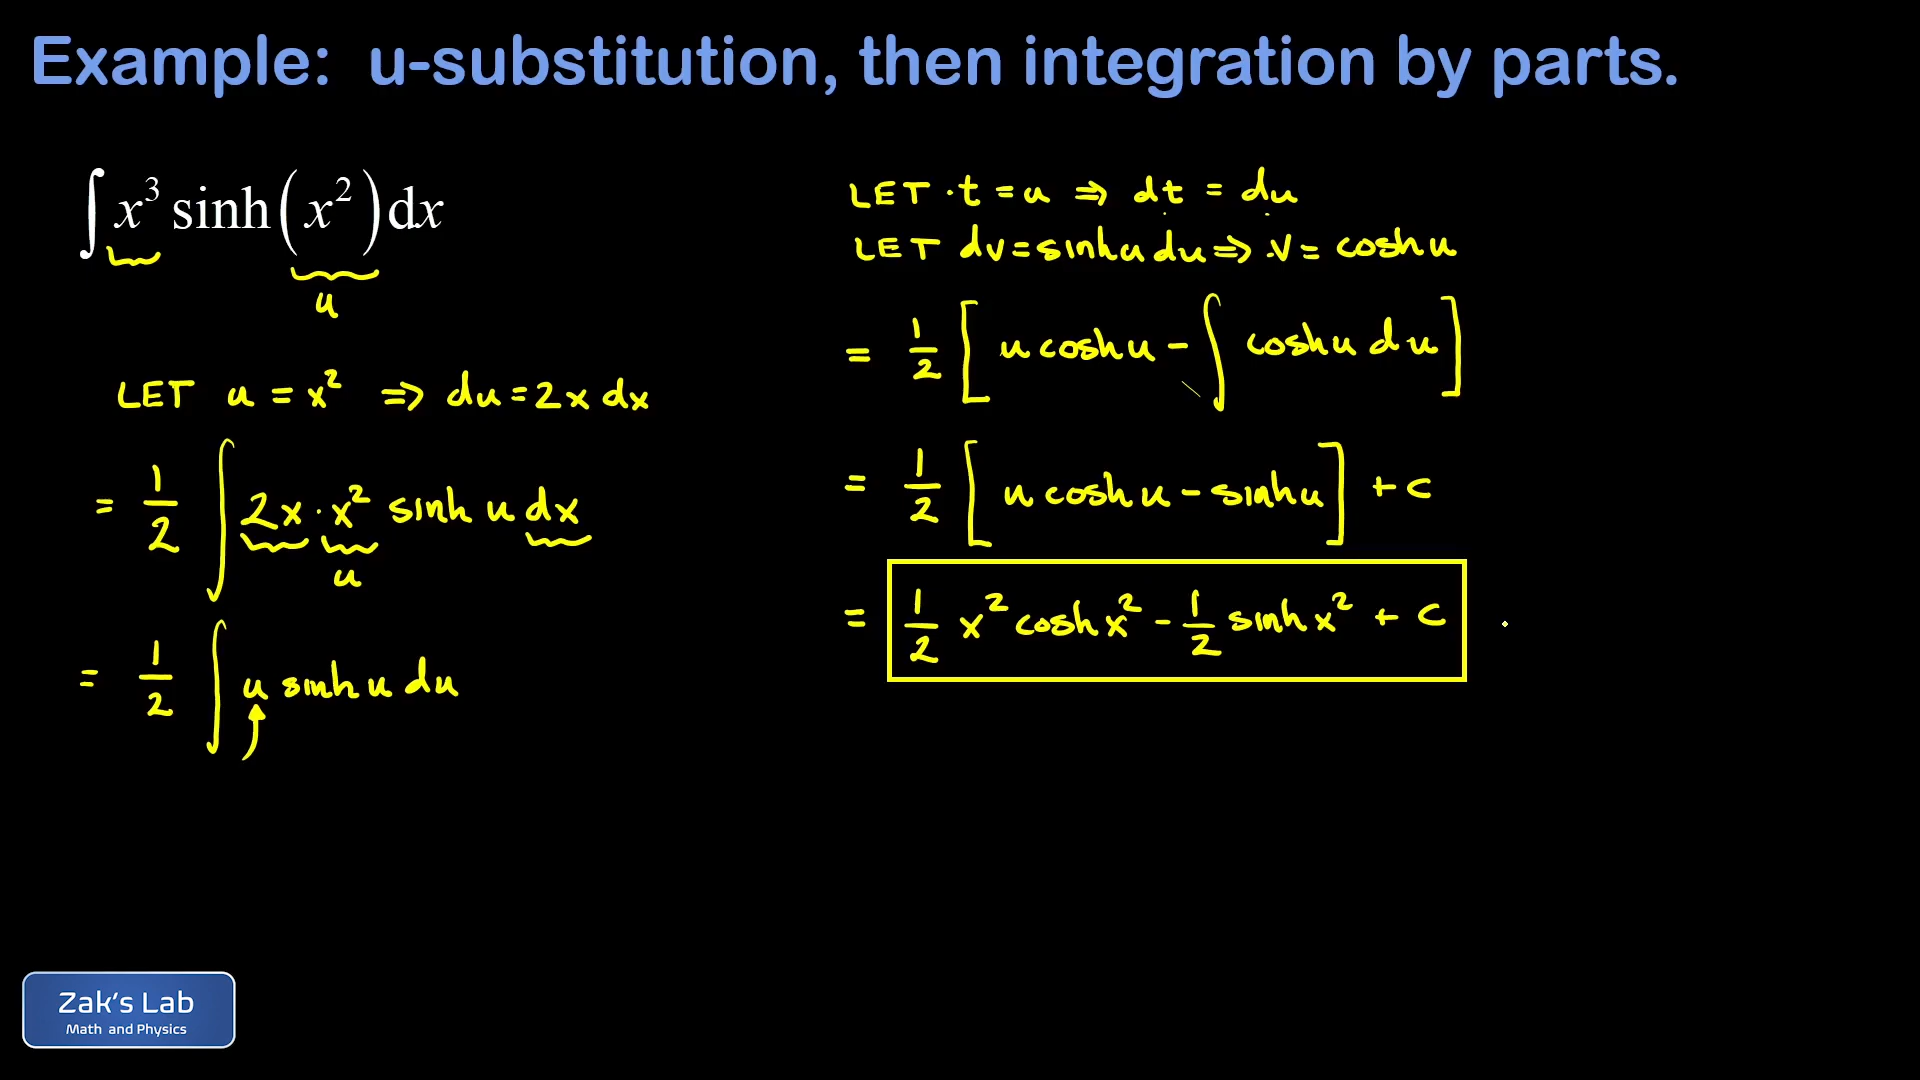 Example: u-substitution, then integration by parts.
∫ x³ sinh(x²) dx
u
LET u = x² ⇒ du = 2x dx
= 1/2 ∫ 2x · x² sinh u dx
u
= 1/2 ∫ u sinh u du
LET t = u ⇒ dt = du
LET dv = sinh u du ⇒ v = cosh u
= 1/2 [ u cosh u - ∫ cosh u du ]
= 1/2 [ u cosh u - sinh u ] + c
= 1/2 x² cosh x² - 1/2 sinh x² + c
Zak's Lab
Math and Physics